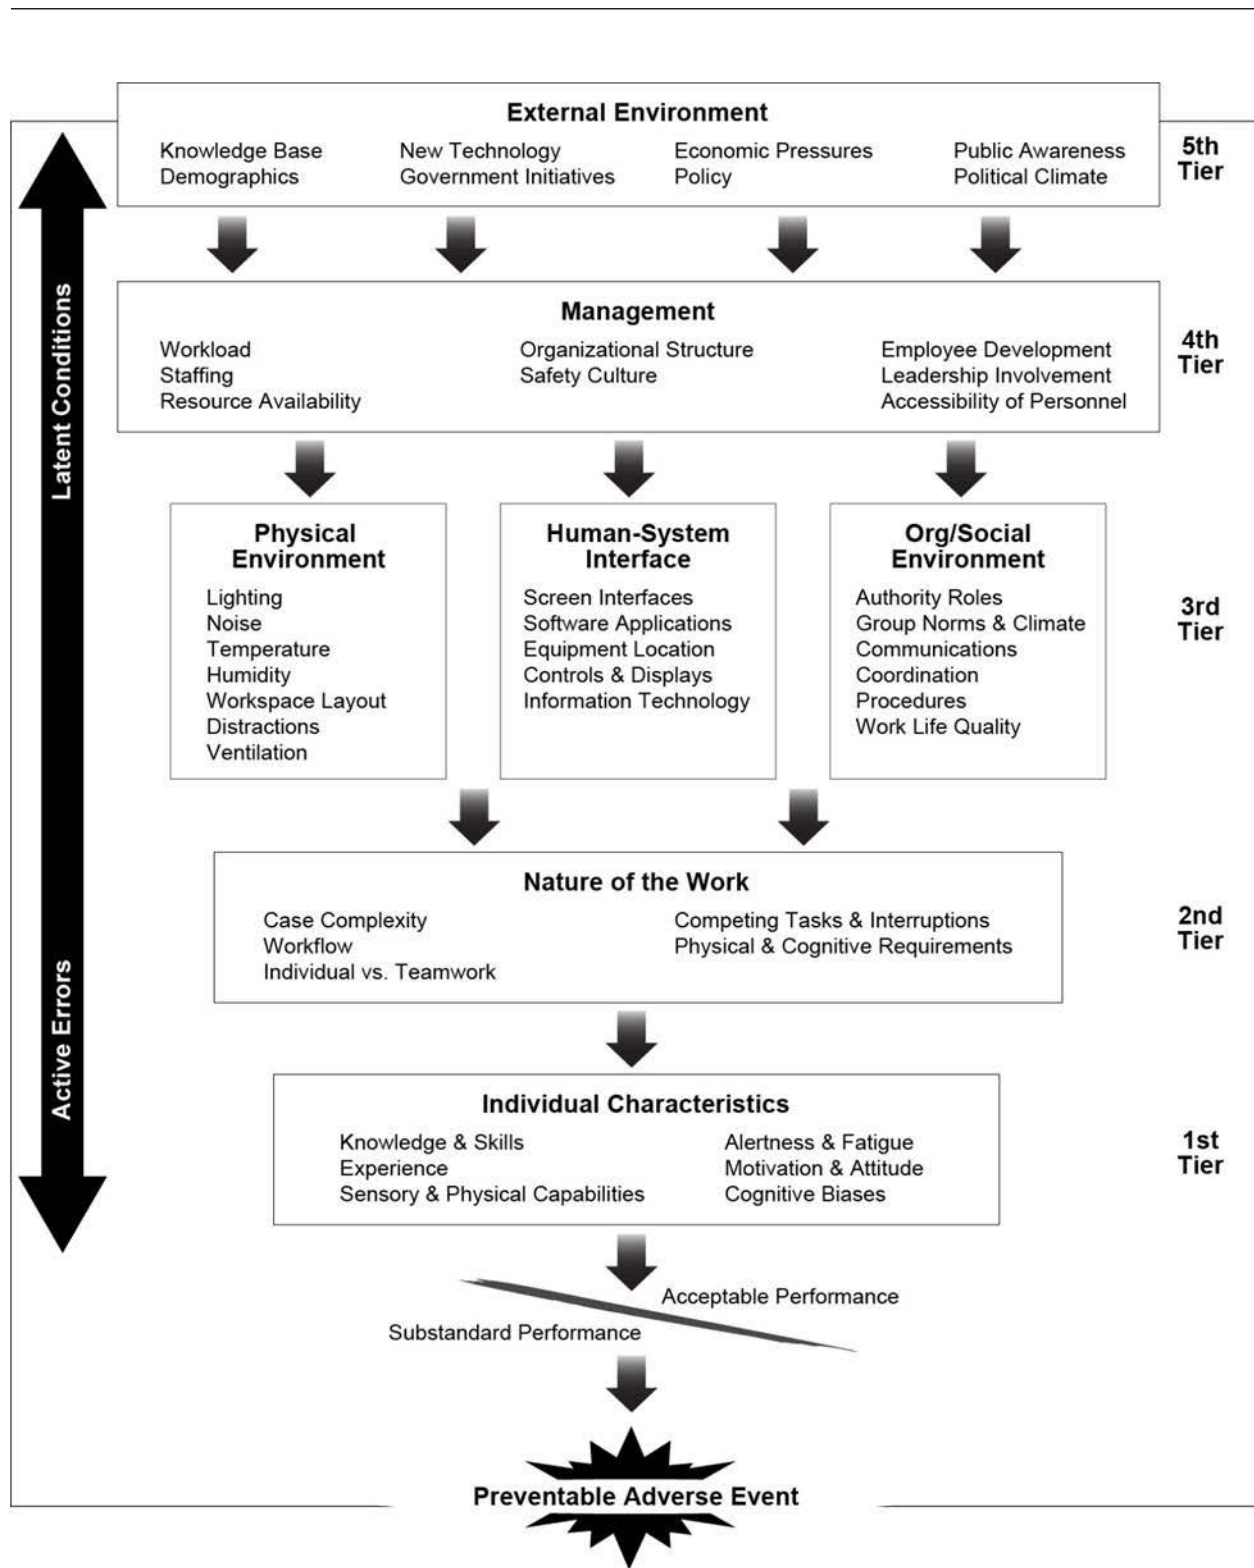 External Environment
Knowledge Base
Demographics
New Technology
Government Initiatives
Economic Pressures
Policy
Public Awareness
Political Climate
5th
Tier
Management
Workload
Staffing
Resource Availability
Organizational Structure
Safety Culture
Employee Development
Leadership Involvement
Accessibility of Personnel
4th
Tier
Latent Conditions
Physical
Environment
Lighting
Noise
Temperature
Humidity
Workspace Layout
Distractions
Ventilation
Human-System
Interface
Screen Interfaces
Software Applications
Equipment Location
Controls & Displays
Information Technology
Org/Social
Environment
Authority Roles
Group Norms & Climate
Communications
Coordination
Procedures
Work Life Quality
3rd
Tier
Nature of the Work
Case Complexity
Workflow
Individual vs. Teamwork
Competing Tasks & Interruptions
Physical & Cognitive Requirements
2nd
Tier
Active Errors
Individual Characteristics
Knowledge & Skills
Experience
Sensory & Physical Capabilities
Alertness & Fatigue
Motivation & Attitude
Cognitive Biases
1st
Tier
Acceptable Performance
Substandard Performance
Preventable Adverse Event